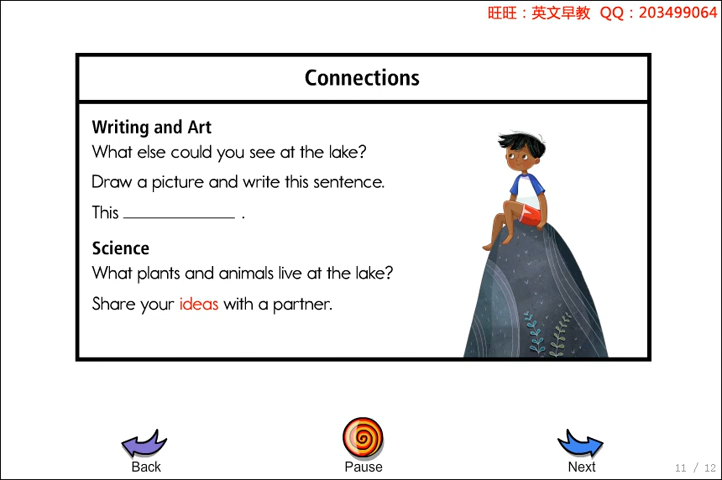 旺旺：英文早教 QQ：203499064
Connections
Writing and Art
What else could you see at the lake?
Draw a picture and write this sentence.
This ____________ .
Science
What plants and animals live at the lake?
Share your ideas with a partner.
Back
Pause
Next
11 / 12